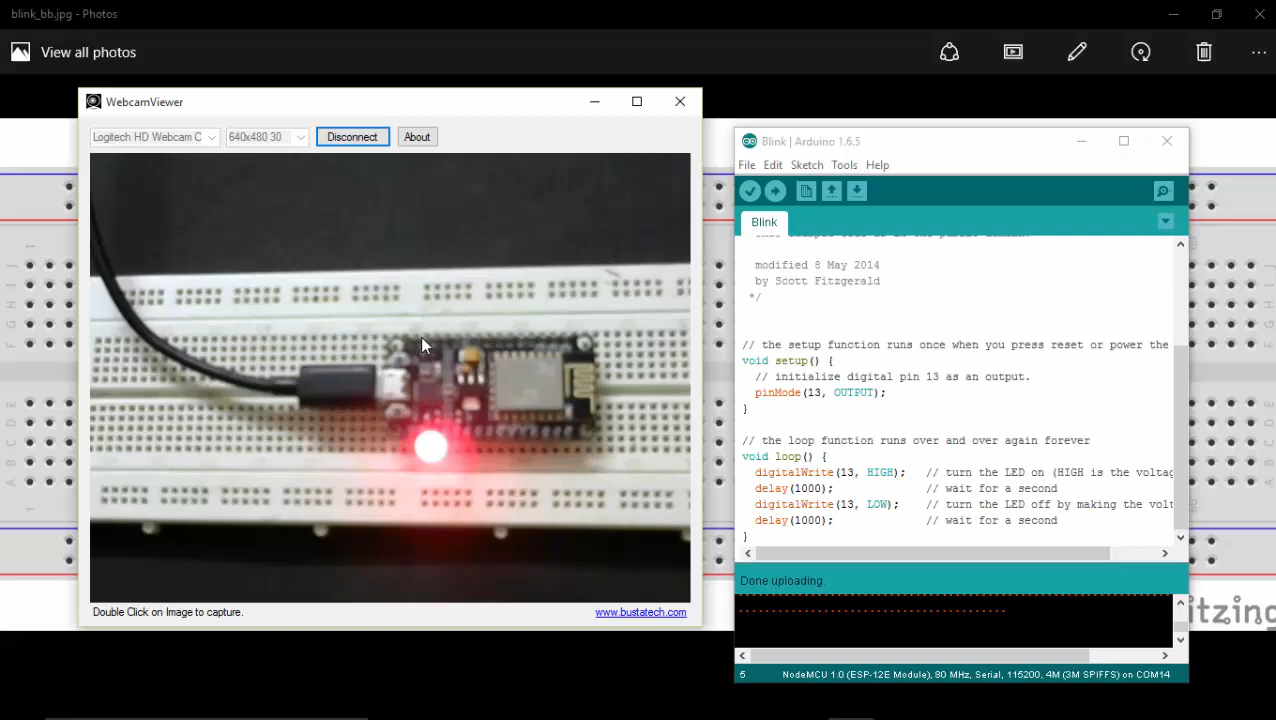 blink_bb.jpg - Photos
View all photos
WebcamViewer
Logitech HD Webcam C
640x480 30
Disconnect
About
Double Click on Image to capture.
www.bustatech.com
Blink | Arduino 1.6.5
File Edit Sketch Tools Help
Blink
modified 8 May 2014
by Scott Fitzgerald
*/
// the setup function runs once when you press reset or power the
void setup() {
// initialize digital pin 13 as an output.
pinMode(13, OUTPUT);
}
// the loop function runs over and over again forever
void loop() {
digitalWrite(13, HIGH); // turn the LED on (HIGH is the voltag
delay(1000); // wait for a second
digitalWrite(13, LOW); // turn the LED off by making the volt
delay(1000); // wait for a second
}
Done uploading.
5 NodeMCU 1.0 (ESP-12E Module), 80 MHz, Serial, 115200, 4M (3M SPIFFS) on COM14
itzing
1
J
I
H
G
F
E
D
C
B
A
1